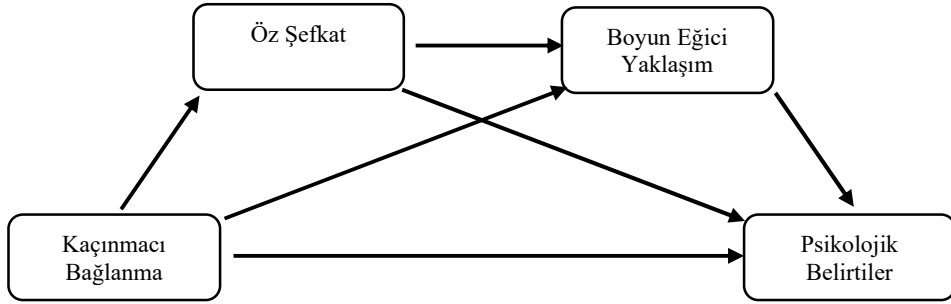 Öz Şefkat
Boyun Eğici
Yaklaşım
Kaçınmacı
Bağlanma
Psikolojik
Belirtiler